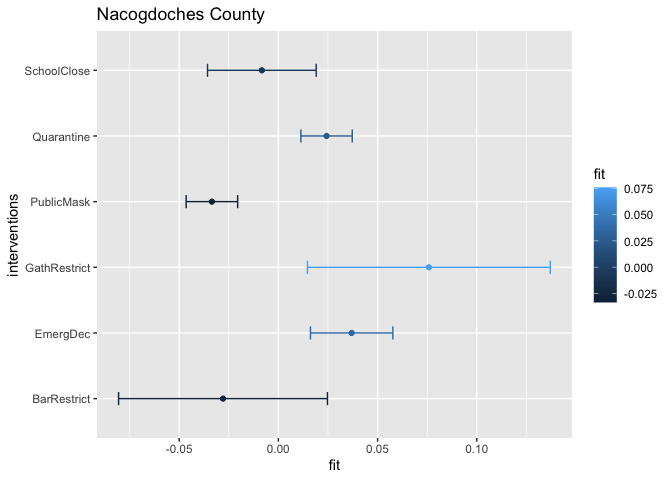 Nacogdoches County
SchoolClose
Quarantine
PublicMask
GathRestrict
EmergDec
BarRestrict
interventions
-0.05
0.00
0.05
0.10
fit
fit
0.075
0.050
0.025
0.000
-0.025